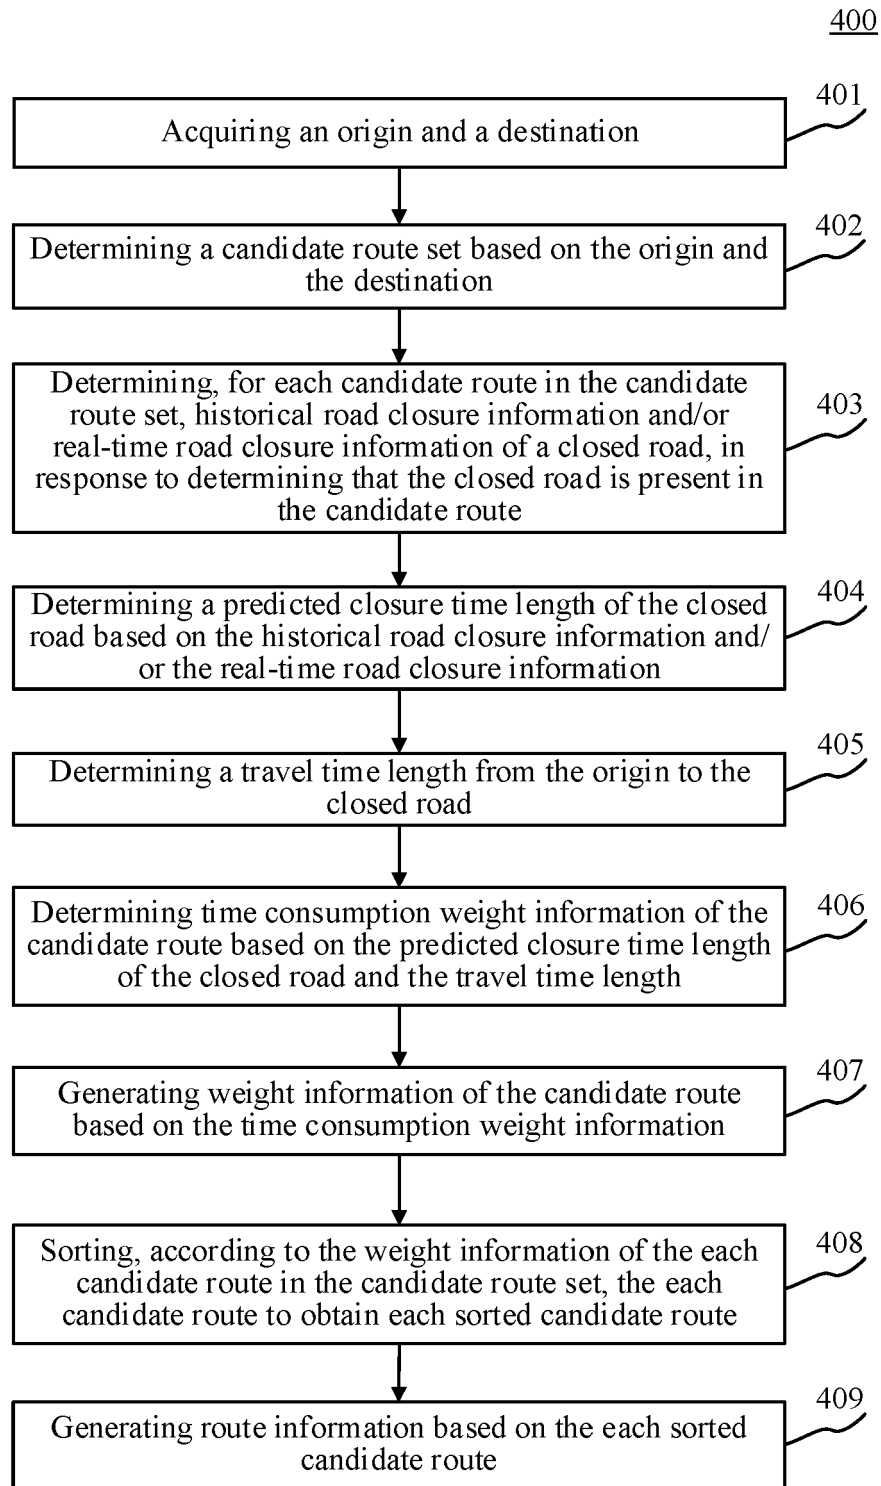 400
401
Acquiring an origin and a destination
402
Determining a candidate route set based on the origin and
the destination
403
Determining, for each candidate route in the candidate
route set, historical road closure information and/or
real-time road closure information of a closed road, in
response to determining that the closed road is present in
the candidate route
404
Determining a predicted closure time length of the closed
road based on the historical road closure information and/
or the real-time road closure information
405
Determining a travel time length from the origin to the
closed road
406
Determining time consumption weight information of the
candidate route based on the predicted closure time length
of the closed road and the travel time length
407
Generating weight information of the candidate route
based on the time consumption weight information
408
Sorting, according to the weight information of the each
candidate route in the candidate route set, the each
candidate route to obtain each sorted candidate route
409
Generating route information based on the each sorted
candidate route